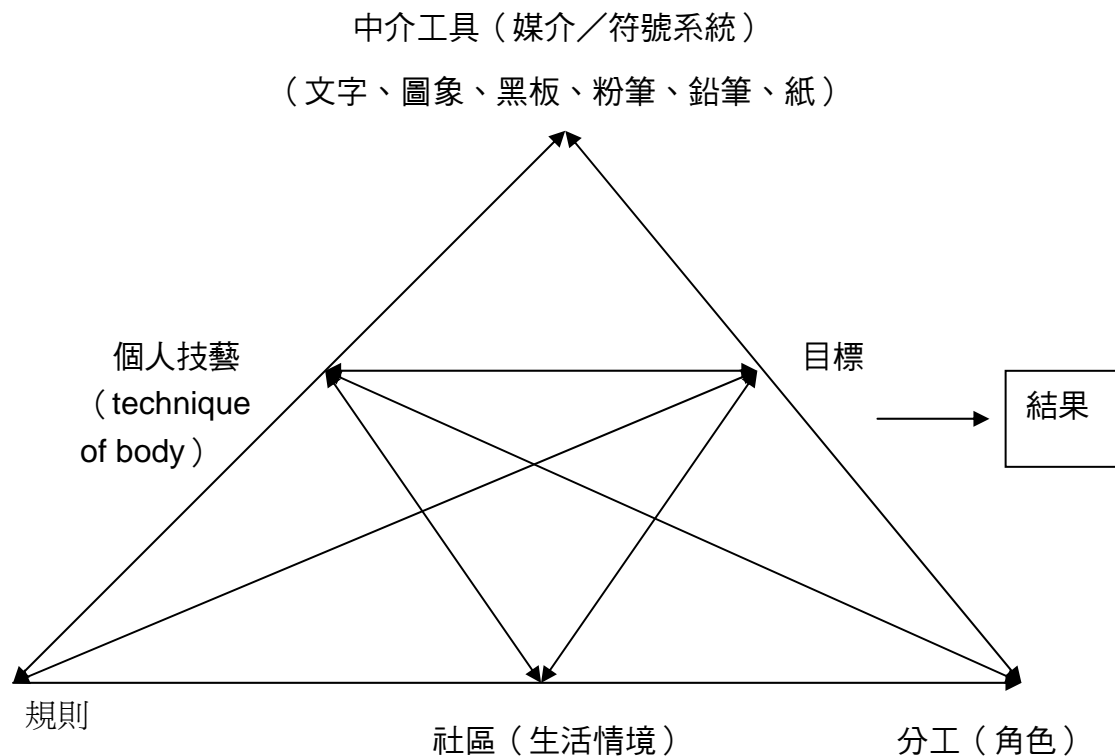 中介工具（媒介／符號系統）
（文字、圖象、黑板、粉筆、鉛筆、紙）
個人技藝
（technique
of body）
目標
結果
規則
社區（生活情境）
分工（角色）